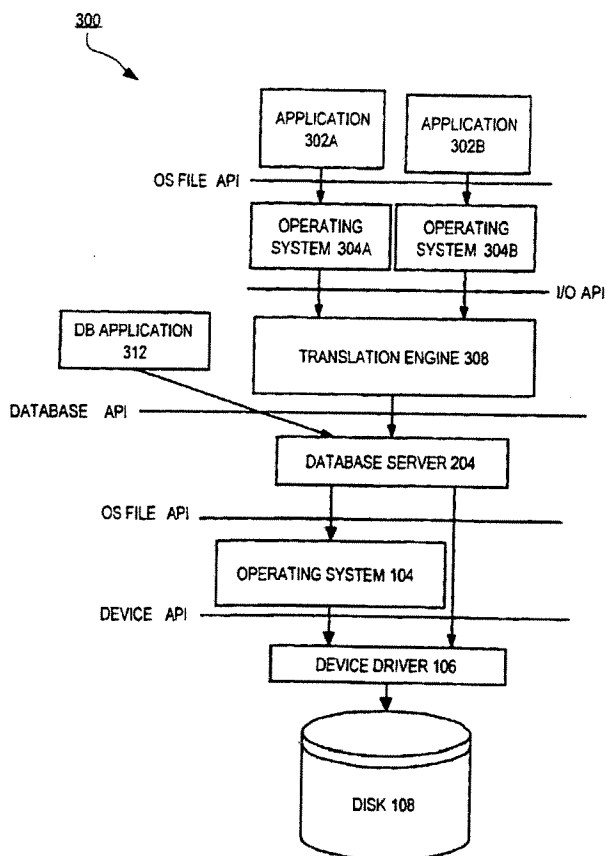 300
APPLICATION
302A
APPLICATION
302B
OS FILE API
OPERATING
SYSTEM 304A
OPERATING
SYSTEM 304B
I/O API
DB APPLICATION
312
TRANSLATION ENGINE 308
DATABASE API
DATABASE SERVER 204
OS FILE API
OPERATING SYSTEM 104
DEVICE API
DEVICE DRIVER 106
DISK 108